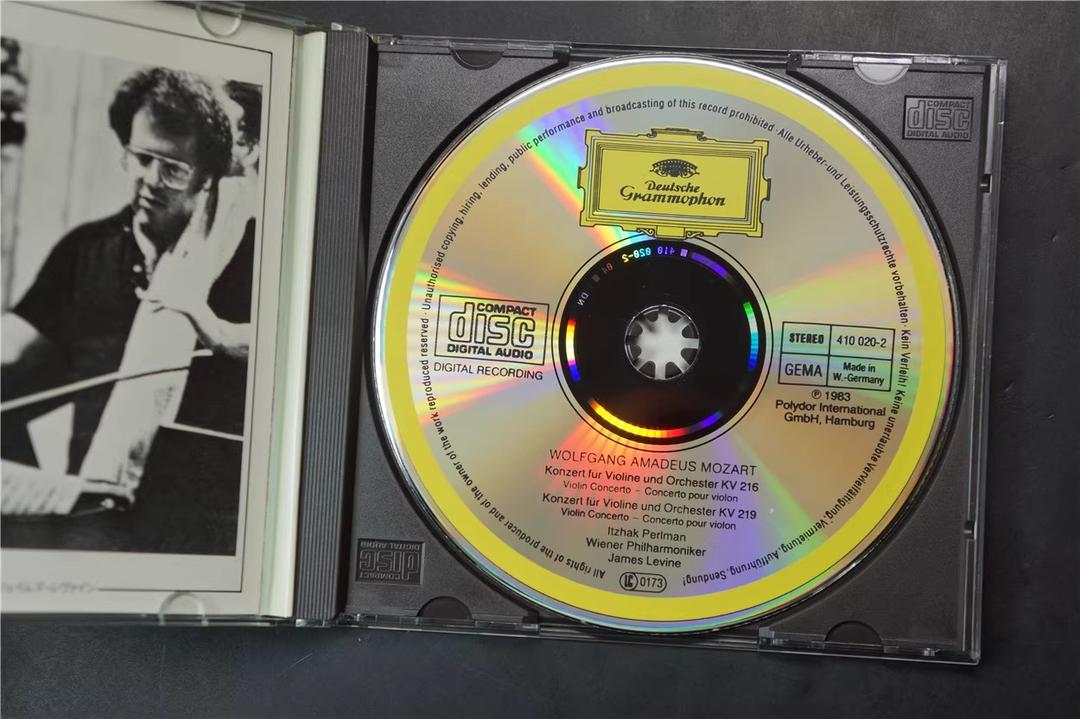 COMPACT
disc
DIGITAL AUDIO
Unauthorised copying, hiring, lending, public performance and broadcasting of this record prohibited · Alle Urheber- und Leistungsschutzrechte vorbehalten · Kein Verleih! Keine unerlaubte Vervielfältigung, Vermietung, Aufführung, Sendung!
Deutsche
Grammophon
410 020-2
COMPACT
disc
DIGITAL AUDIO
DIGITAL RECORDING
STEREO
410 020-2
GEMA
Made in
W.-Germany
℗ 1983
Polydor International
GmbH, Hamburg
WOLFGANG AMADEUS MOZART
Konzert für Violine und Orchester KV 216
Violin Concerto – Concerto pour violon
Konzert für Violine und Orchester KV 219
Violin Concerto – Concerto pour violon
Itzhak Perlman
Wiener Philharmoniker
James Levine
LC 0173
All rights of the producer and of the owner of the work reproduced reserved ·
COMPACT
disc
DIGITAL AUDIO